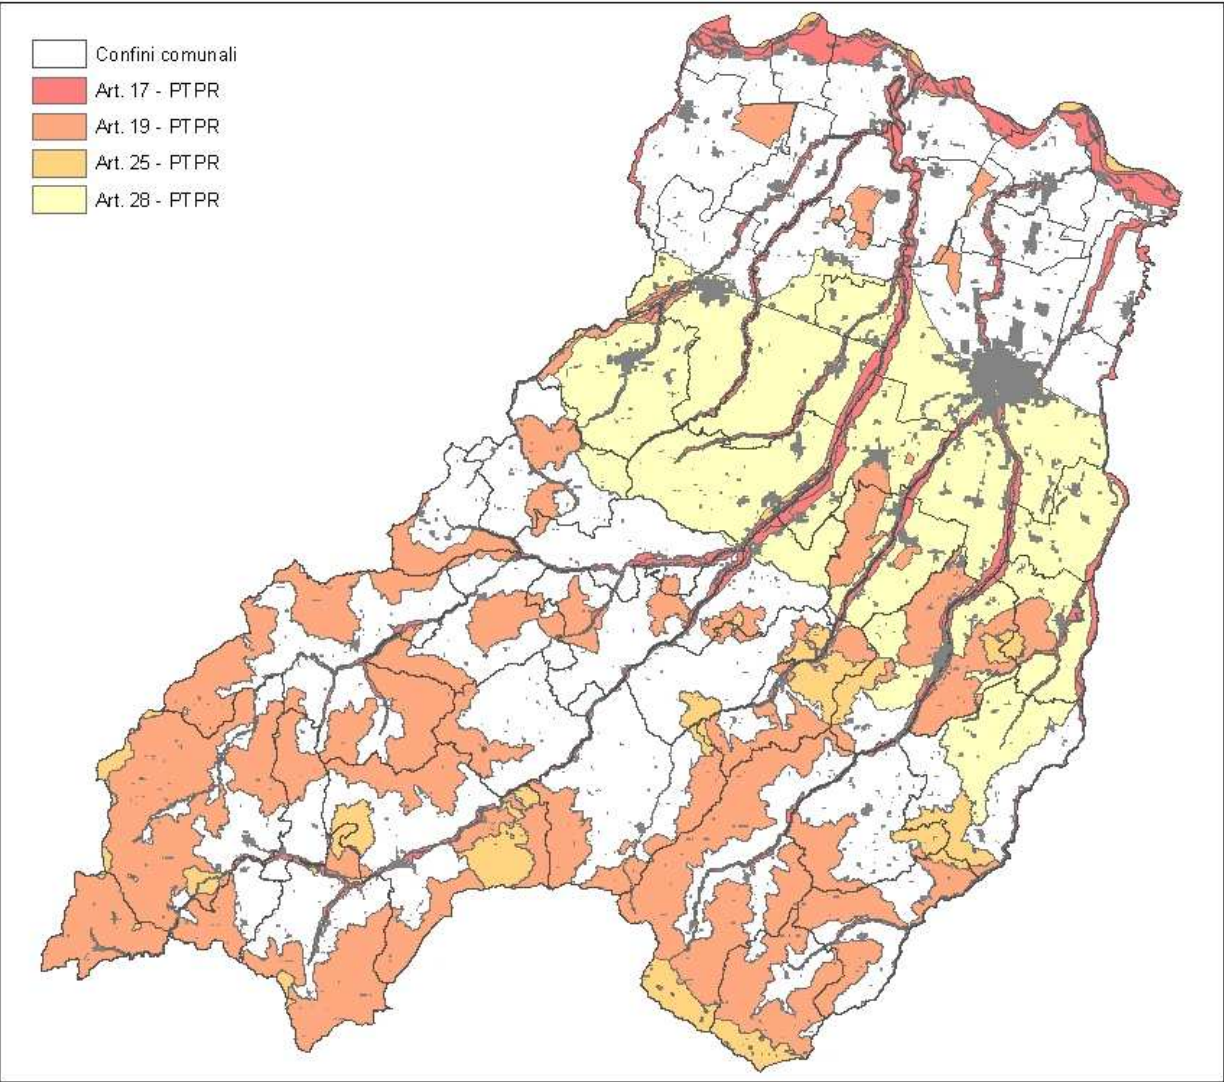 Confini comunali
Art. 17 - PTPR
Art. 19 - PTPR
Art. 25 - PTPR
Art. 28 - PTPR